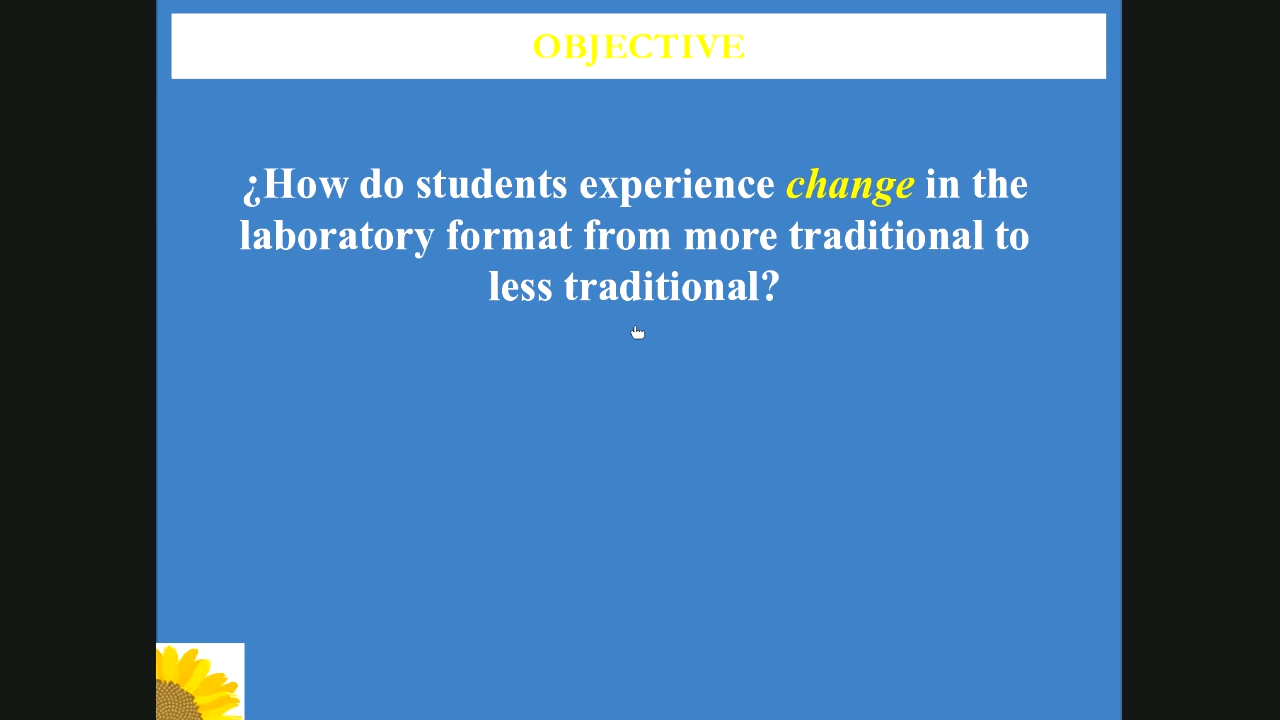 OBJECTIVE
¿How do students experience change in the
laboratory format from more traditional to
less traditional?